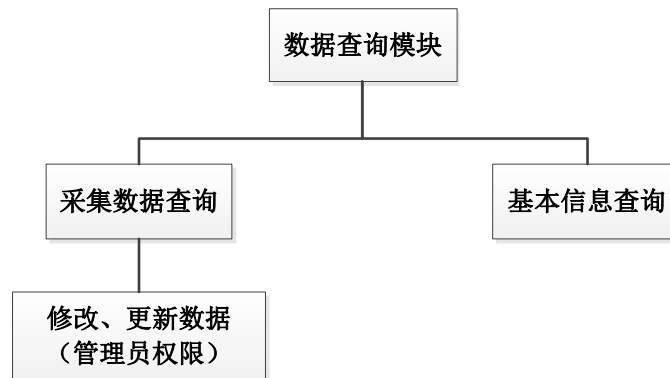 数据查询模块
采集数据查询
基本信息查询
修改、更新数据
（管理员权限）